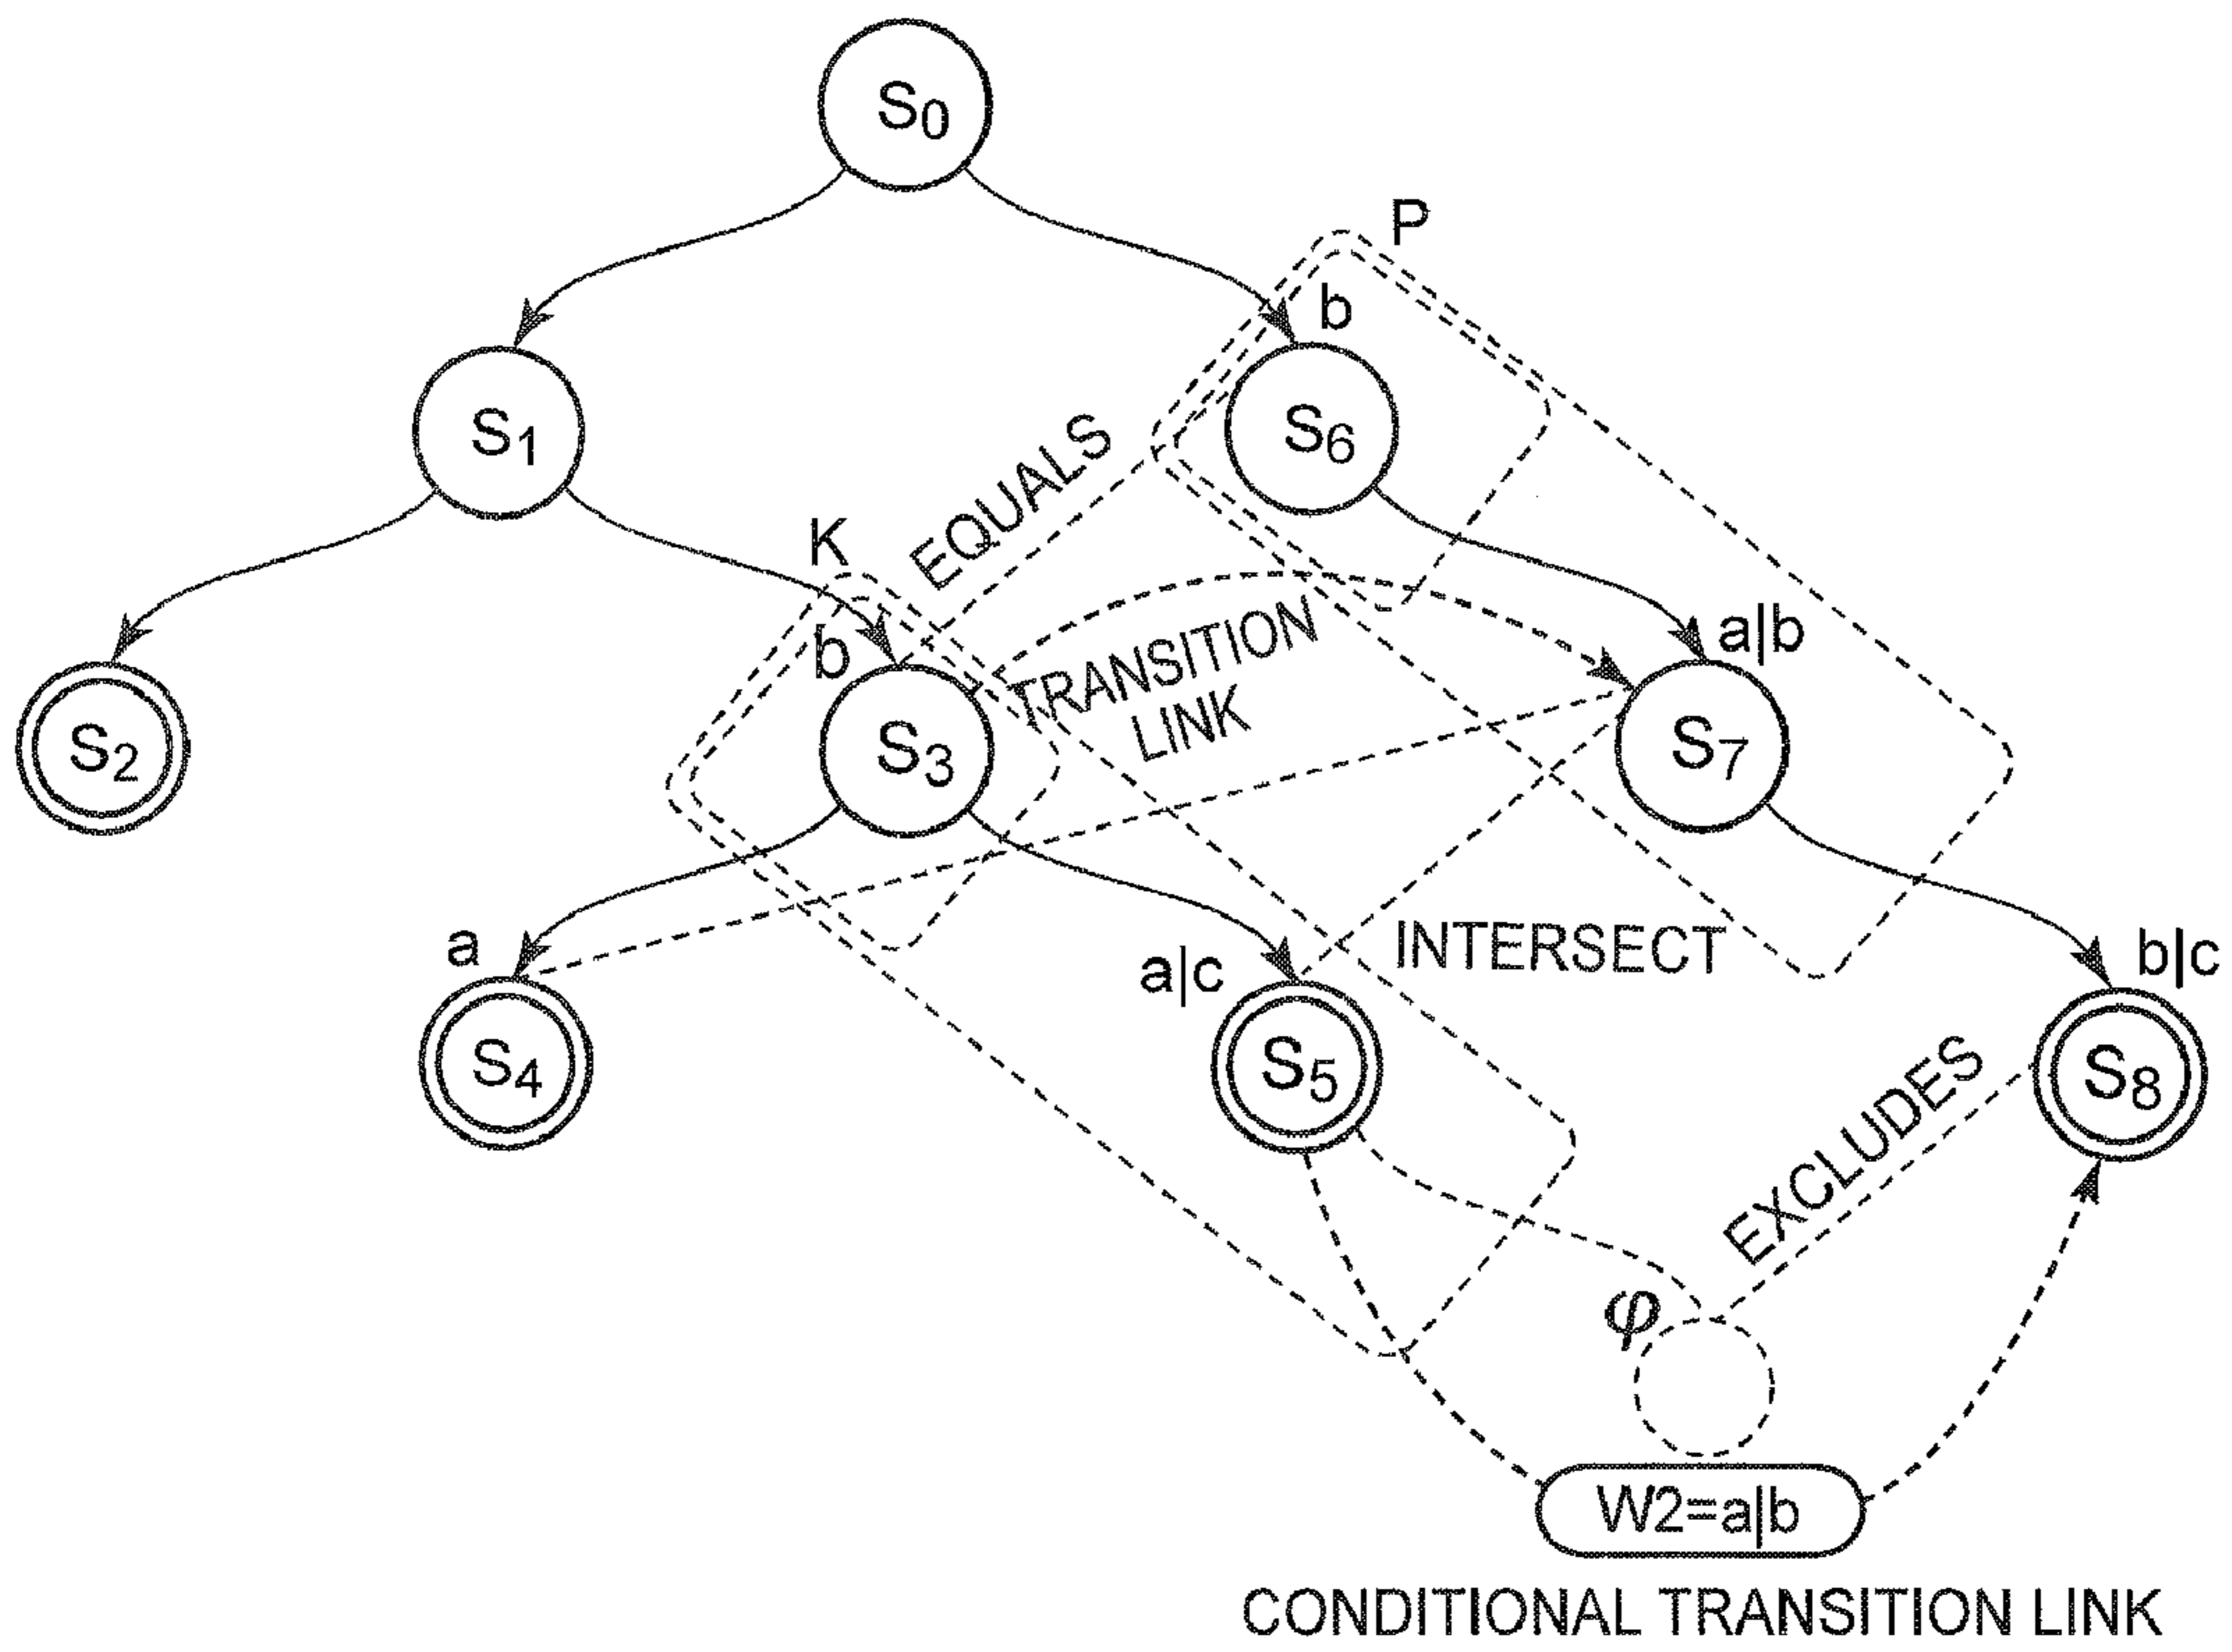 S0
P
b
S1
S6
K
EQUALS
b
a|b
TRANSITION
LINK
S2
S3
S7
a
a|c
INTERSECT
b|c
S4
S5
S8
EXCLUDES
φ
W2=a|b
CONDITIONAL TRANSITION LINK